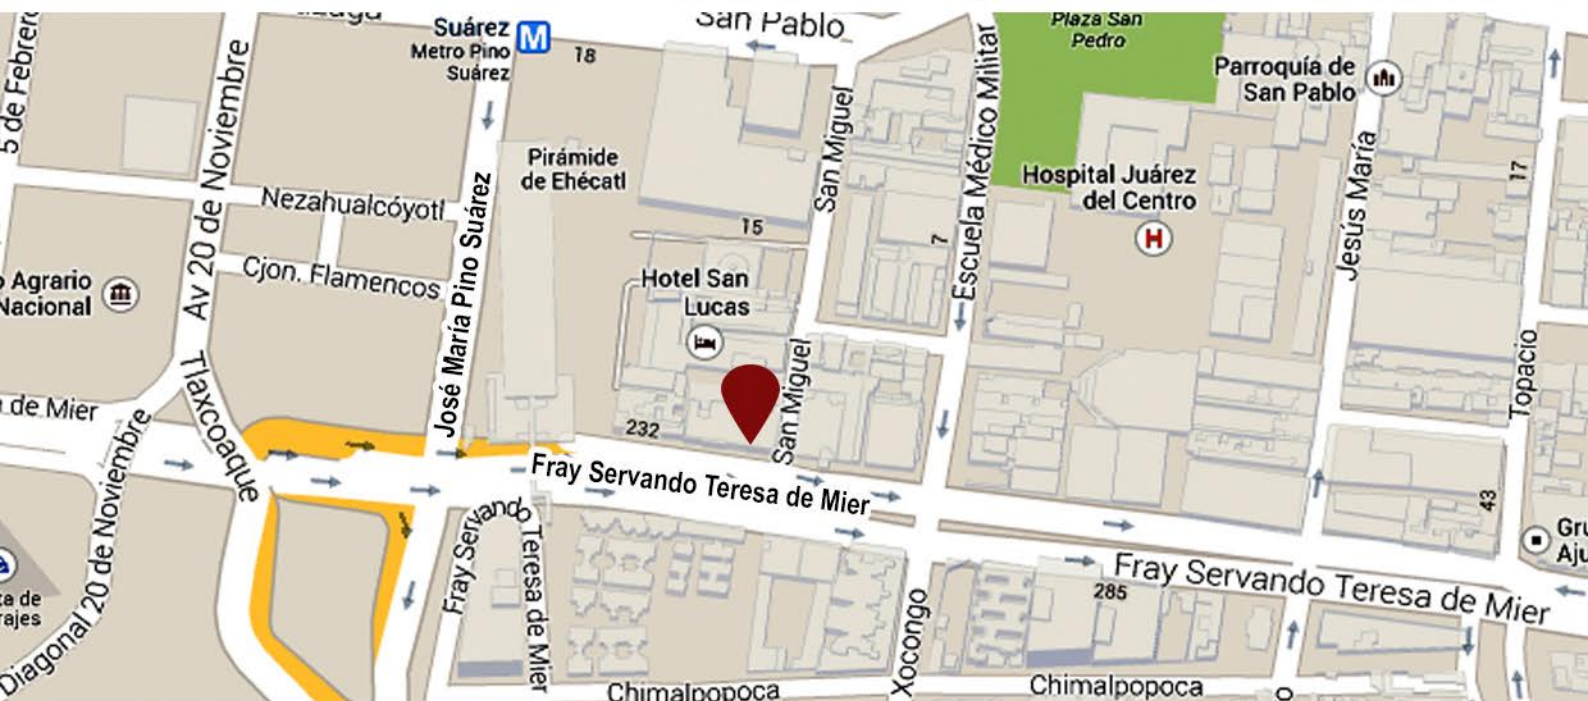 San Pablo
Plaza San
Pedro
Suárez
Metro Pino
Suárez
M
18
5 de Febrero
Av 20 de Noviembre
Parroquía de
San Pablo
San Miguel
Escuela Médico Militar
Pirámide
de Ehécatl
Hospital Juárez
del Centro
H
Jesús María
17
Nezahualcóyotl
José María Pino Suárez
15
7
Cjon. Flamencos
Agrario
Nacional
Hotel San
Lucas
San Miguel
Topacio
Tlaxcoaque
de Mier
232
Fray Servando Teresa de Mier
43
Diagonal 20 de Noviembre
Fray Servando Teresa de Mier
Fray Servando Teresa de Mier
285
Xocongo
Chimalpopoca
Chimalpopoca